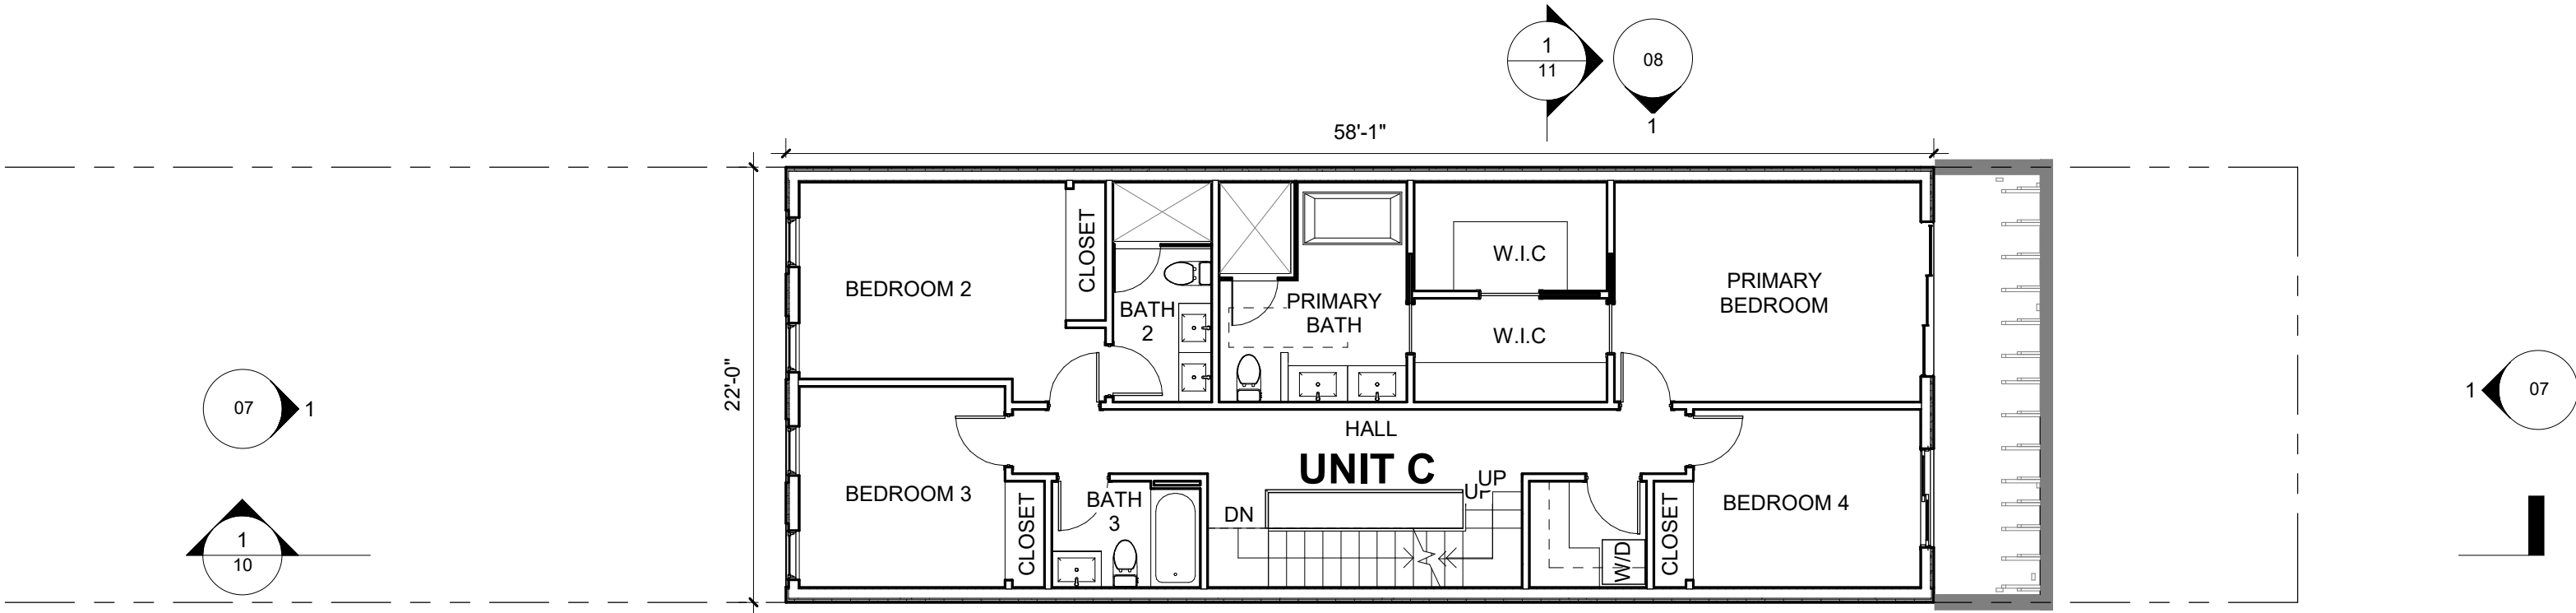 1
11
08
1
58'-1"
22'-0"
BEDROOM 2
CLOSET
BATH
2
PRIMARY
BATH
W.I.C
W.I.C
PRIMARY
BEDROOM
07
1
1
07
HALL
UNIT C
BEDROOM 3
CLOSET
BATH
3
DN
UP
UP
W/D
CLOSET
BEDROOM 4
1
10